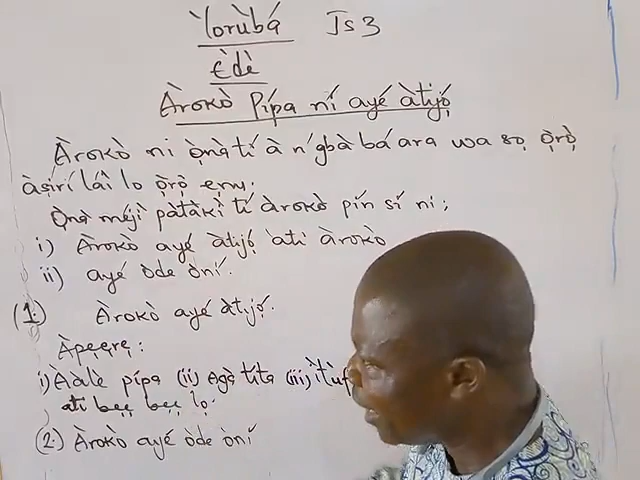 Yorùbá JS3
Èdè
Àrokò Pípa ní ayé àtijọ́
Àrokò ni ọ̀nà tí à ń gbà bá ara wa sọ ọ̀rọ̀
àṣírí láì lo ọ̀rọ̀ ẹnu;
Ọ̀nà méjì pàtàkì tí àrokò pín sí ni;
i) Àrokò ayé àtijọ́ àti àrokò
ii) ayé òde òní.
(1.) Àrokò ayé àtijọ́.
Àpẹẹrẹ:
i) Ààlè pípa (ii) Agà títa (iii)
ati bẹẹ bẹẹ lọ.
(2.) Àrokò ayé òde òní